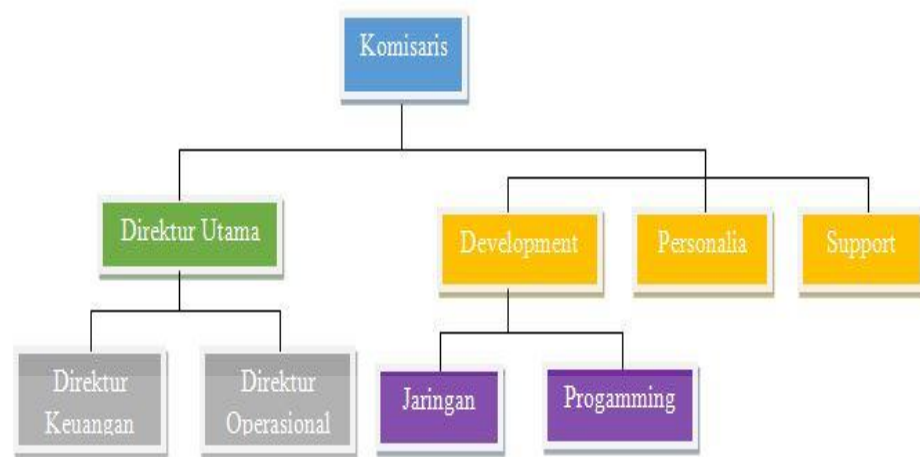 Komisaris
Direktur Utama
Development
Personalia
Support
Direktur
Keuangan
Direktur
Operasional
Jaringan
Progamming